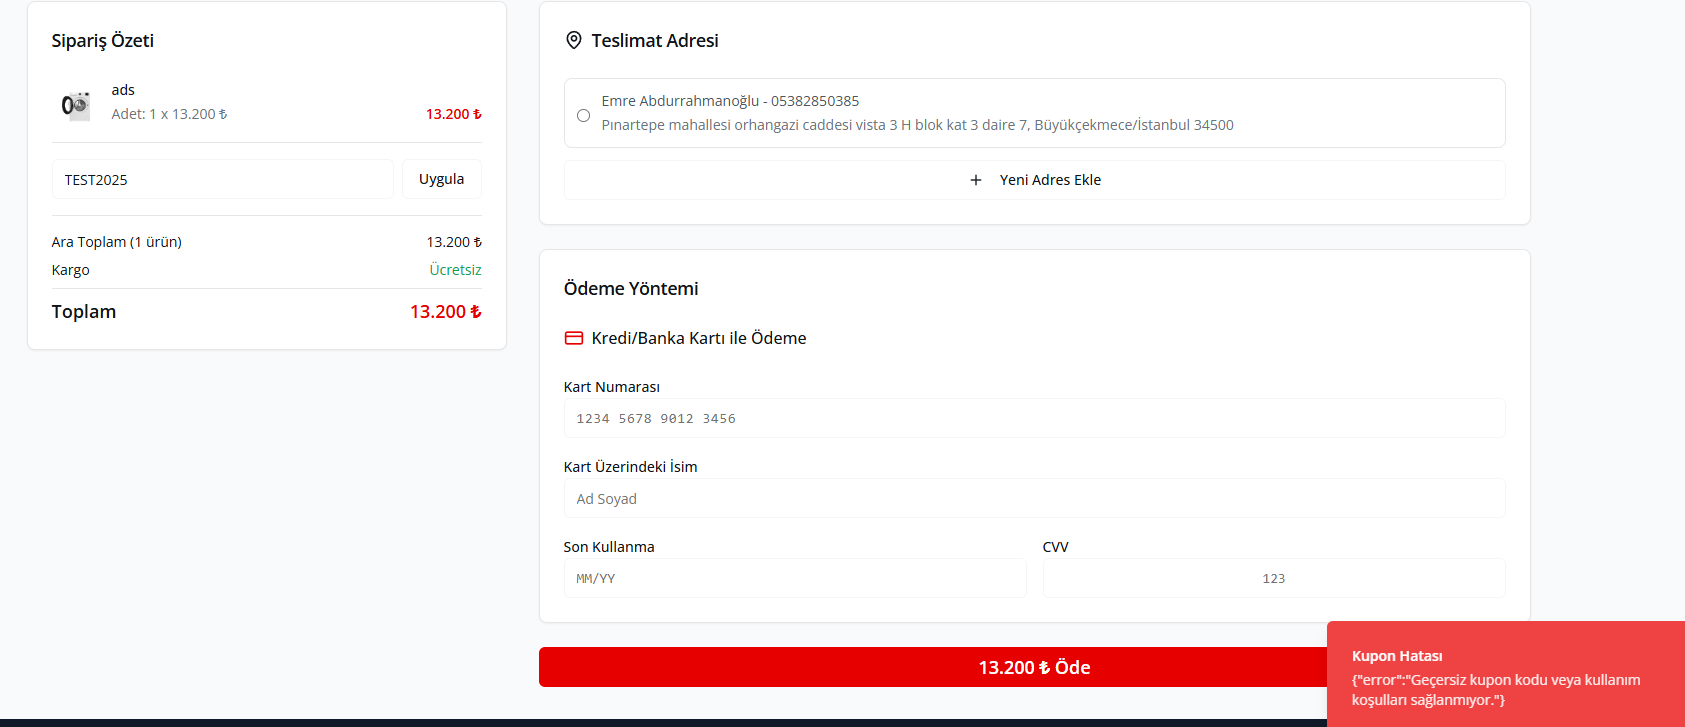 Sipariş Özeti
ads
Adet: 1 x 13.200 ₺
13.200 ₺
TEST2025
Uygula
Ara Toplam (1 ürün)
13.200 ₺
Kargo
Ücretsiz
Toplam
13.200 ₺
Teslimat Adresi
Emre Abdurrahmanoğlu - 05382850385
Pınartepe mahallesi orhangazi caddesi vista 3 H blok kat 3 daire 7, Büyükçekmece/İstanbul 34500
+ Yeni Adres Ekle
Ödeme Yöntemi
Kredi/Banka Kartı ile Ödeme
Kart Numarası
1234 5678 9012 3456
Kart Üzerindeki İsim
Ad Soyad
Son Kullanma
MM/YY
CVV
123
13.200 ₺ Öde
Kupon Hatası
{"error":"Geçersiz kupon kodu veya kullanım
koşulları sağlanmıyor."}